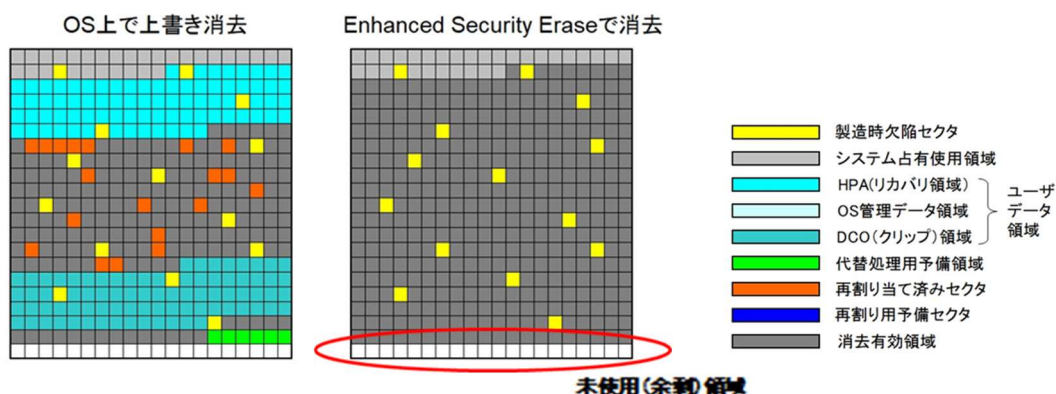 OS上で上書き消去
Enhanced Security Eraseで消去
製造時欠陥セクタ
システム占有使用領域
HPA(リカバリ領域)
OS管理データ領域
DCO(クリップ)領域
ユーザ
データ
領域
代替処理用予備領域
再割り当て済みセクタ
再割り用予備セクタ
消去有効領域
未使用(余剰)領域